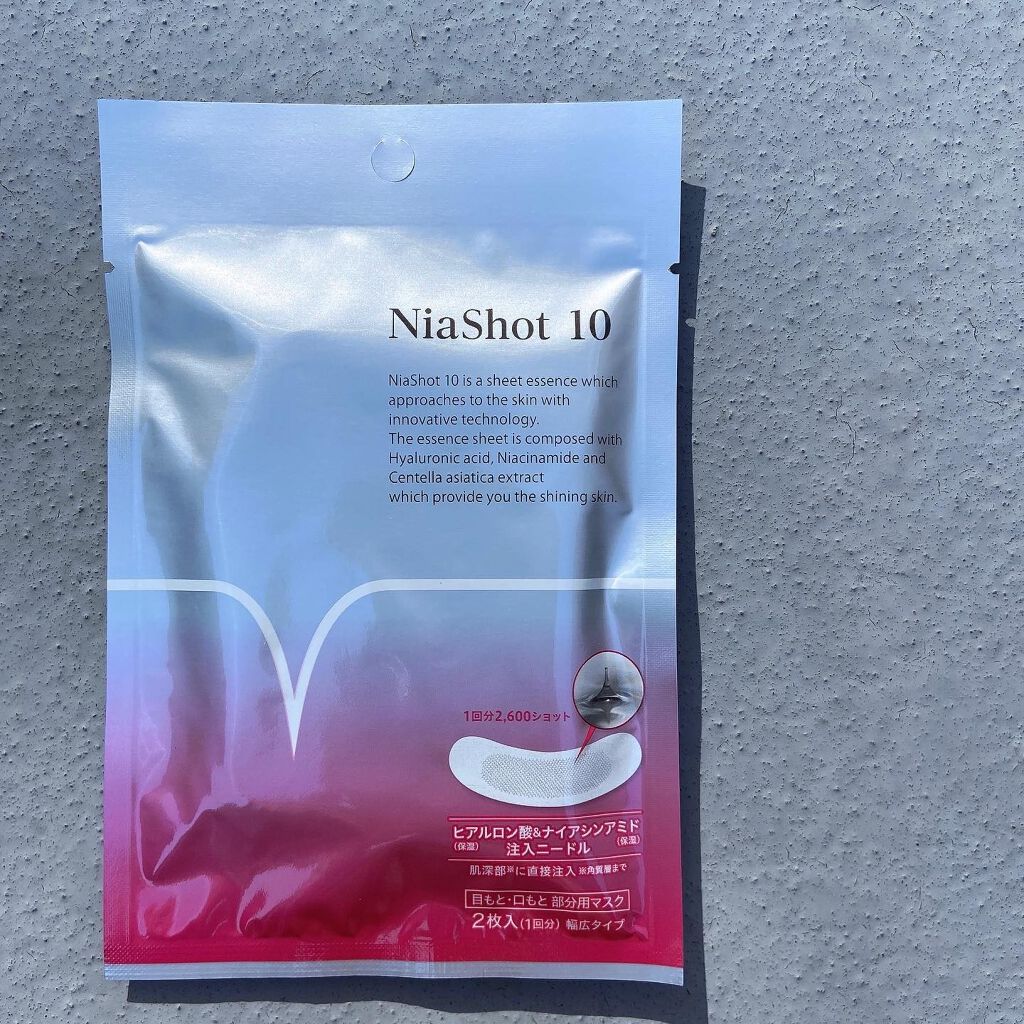 NiaShot 10
NiaShot 10 is a sheet essence which
approaches to the skin with
innovative technology.
The essence sheet is composed with
Hyaluronic acid, Niacinamide and
Centella asiatica extract
which provide you the shining skin.
1回分2,600ショット
ヒアルロン酸&ナイアシンアミド
(保湿) 注入ニードル (保湿)
肌深部※に直接注入 ※角質層まで
目もと・口もと 部分用マスク
2枚入(1回分) 幅広タイプ